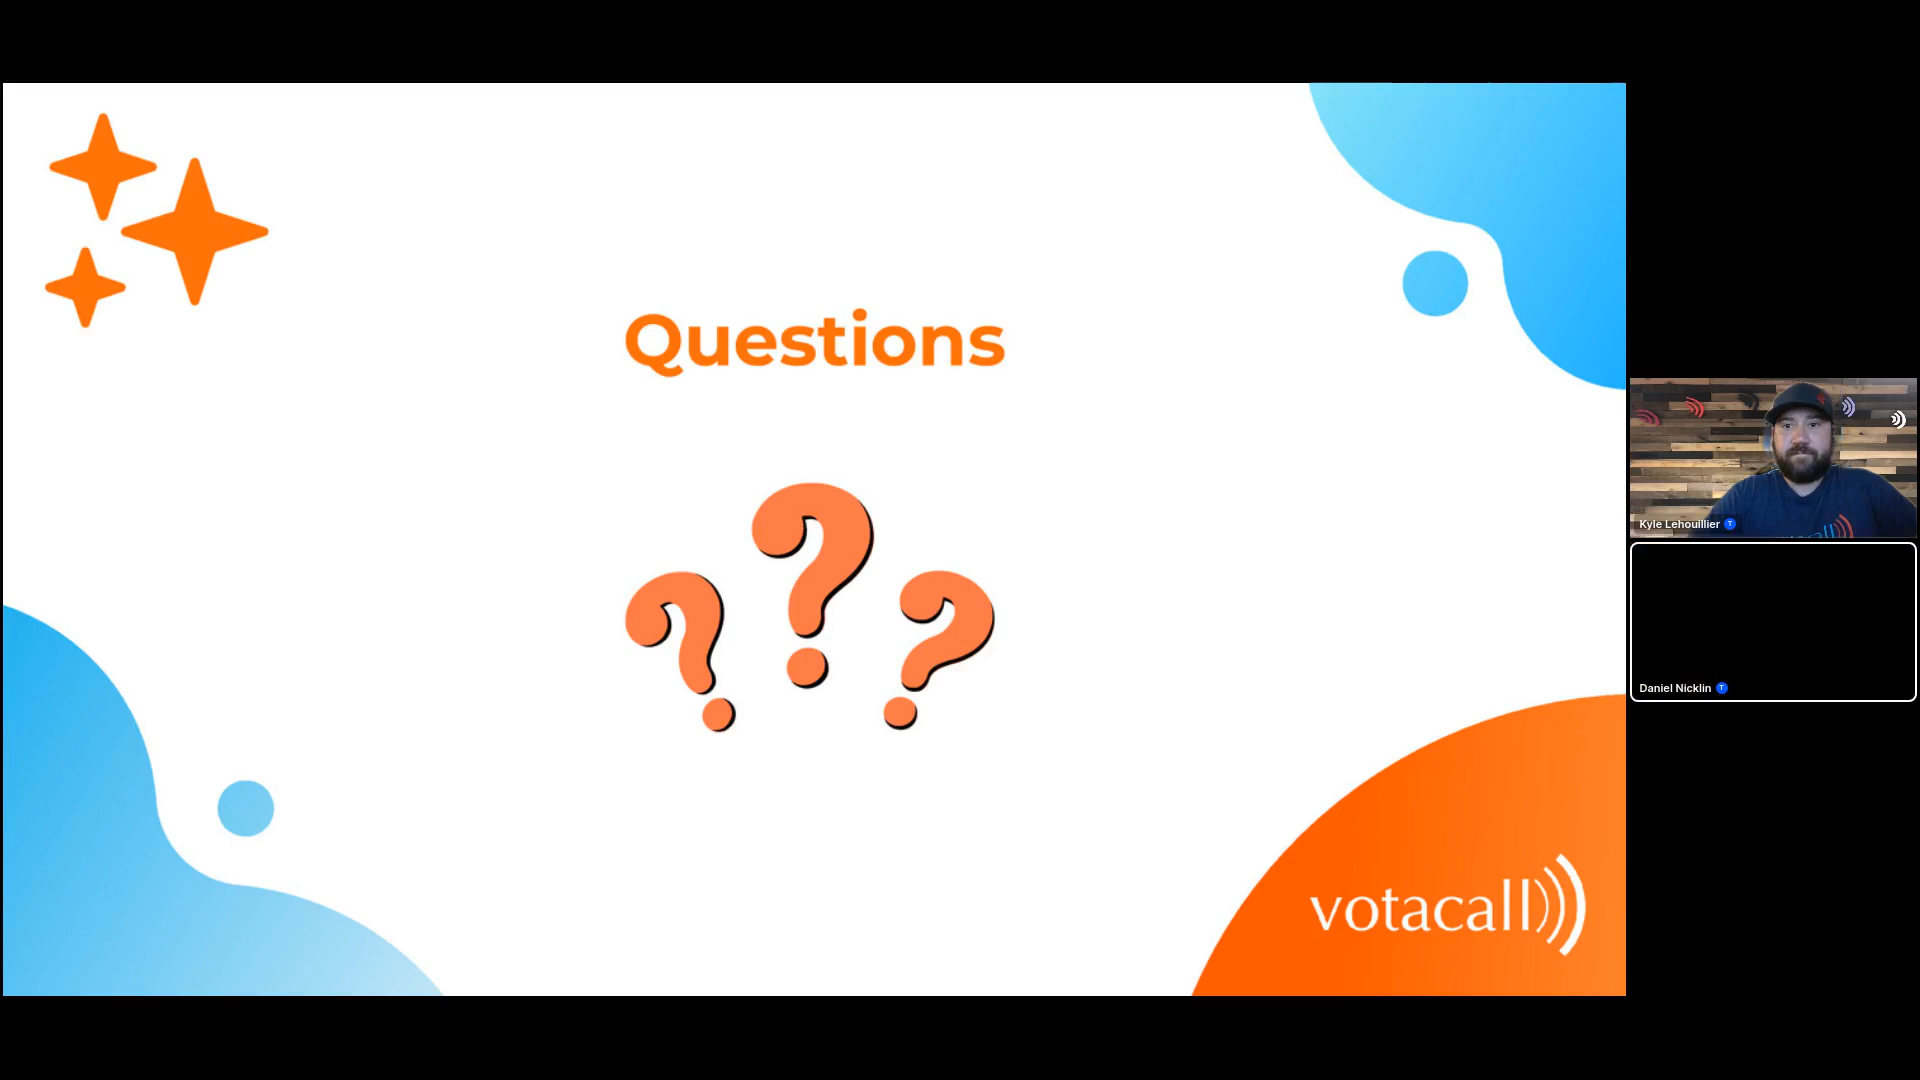 Questions
???
votacall
Kyle Lehouillier T
Daniel Nicklin T